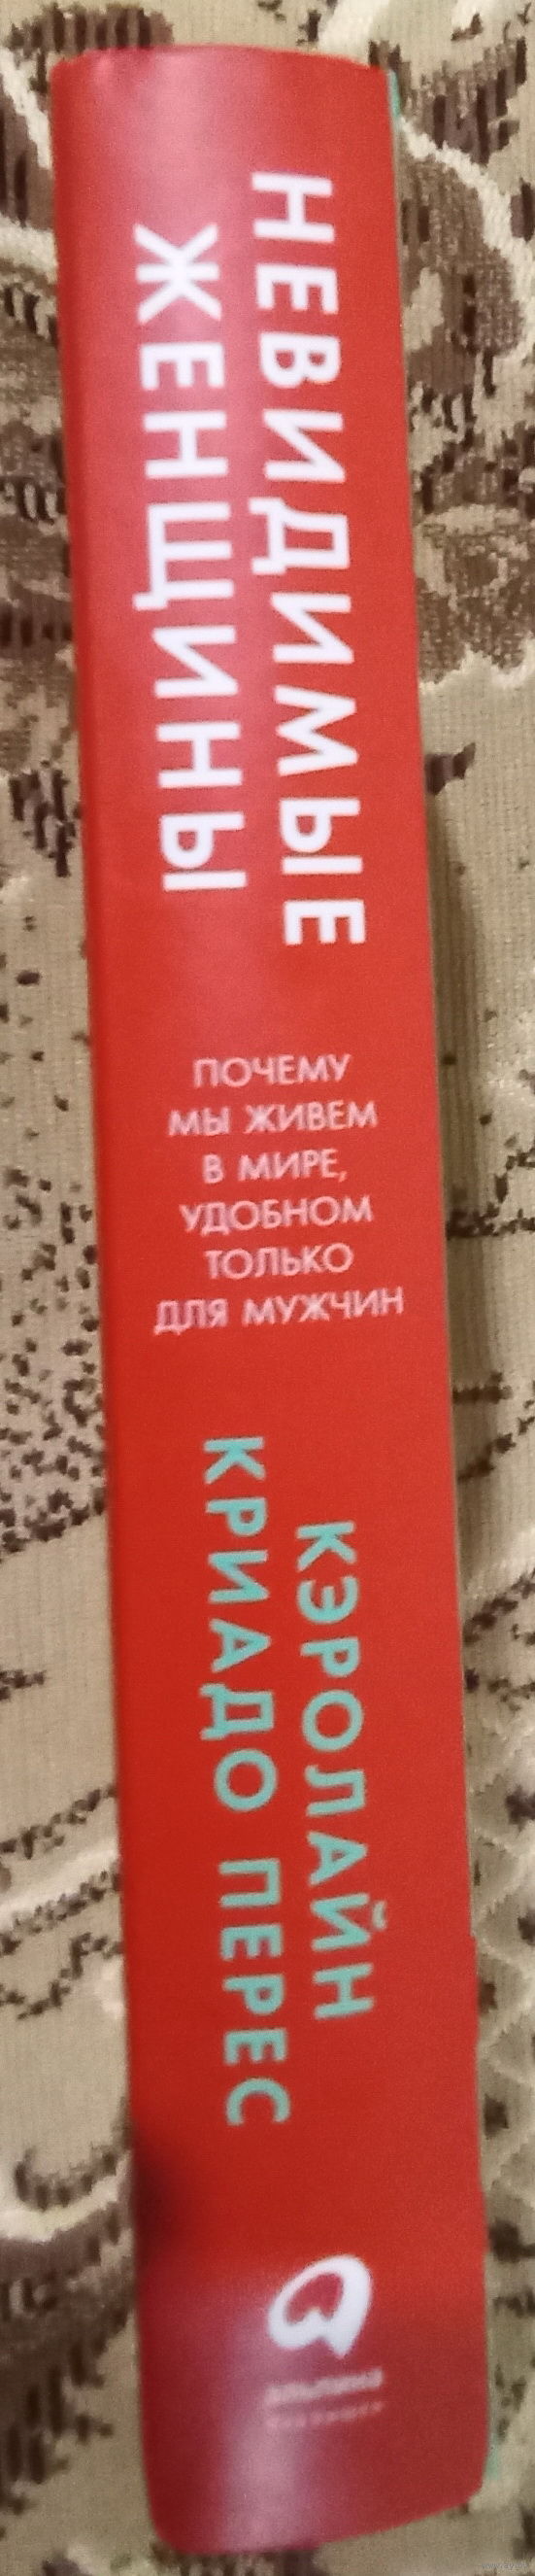 НЕВИДИМЫЕ
ЖЕНЩИНЫ
ПОЧЕМУ
МЫ ЖИВЕМ
В МИРЕ,
УДОБНОМ
ТОЛЬКО
ДЛЯ МУЖЧИН
КЭРОЛАЙН
КРИАДО ПЕРЕС